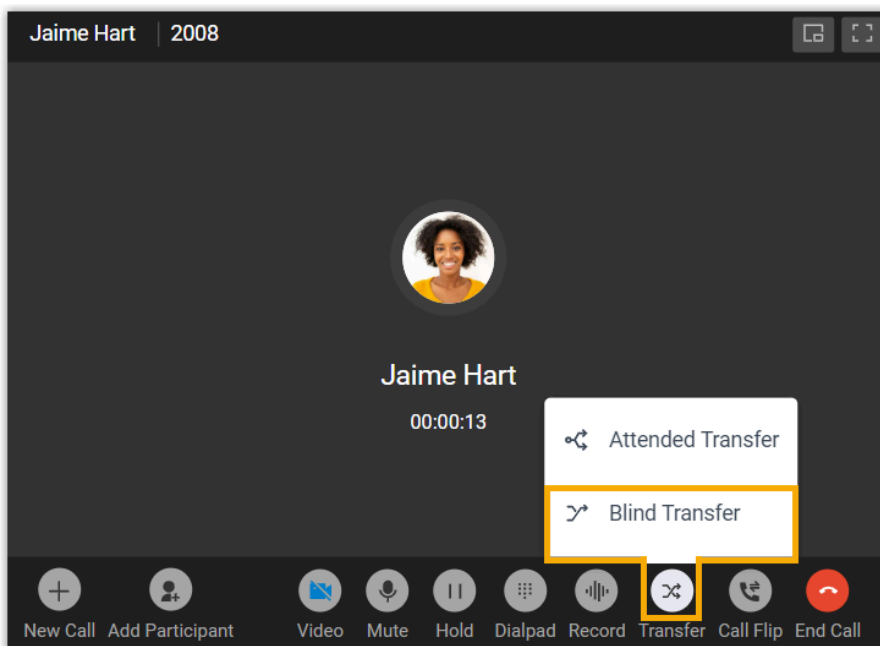 Jaime Hart 2008
Jaime Hart
00:00:13
Attended Transfer
Blind Transfer
New Call Add Participant Video Mute Hold Dialpad Record Transfer Call Flip End Call